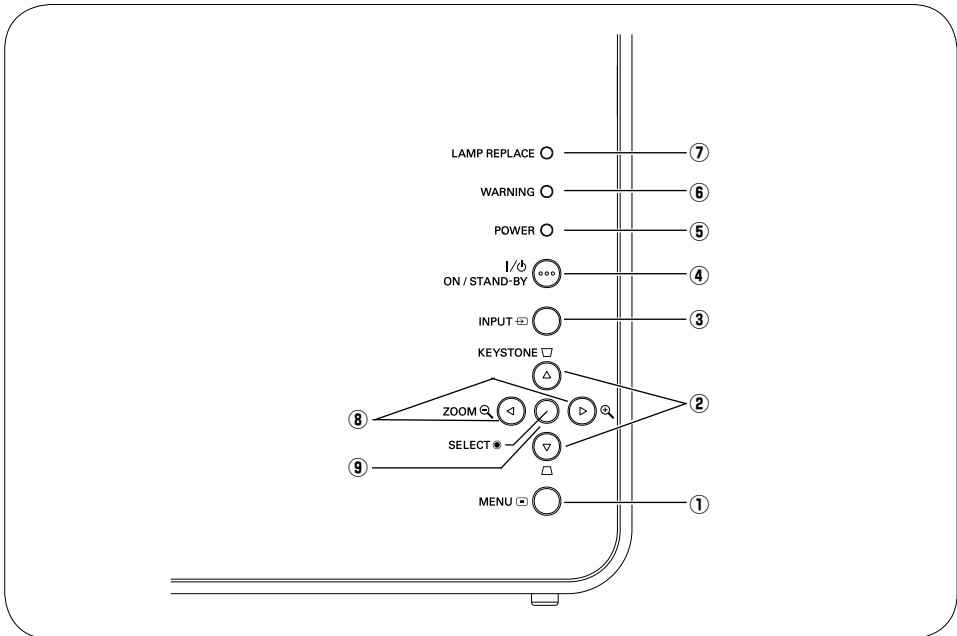 LAMP REPLACE ⑦
WARNING ⑥
POWER ⑤
I/⏻
ON / STAND-BY ④
INPUT ③
KEYSTONE
②
ZOOM
⑧
SELECT
⑨
MENU ①